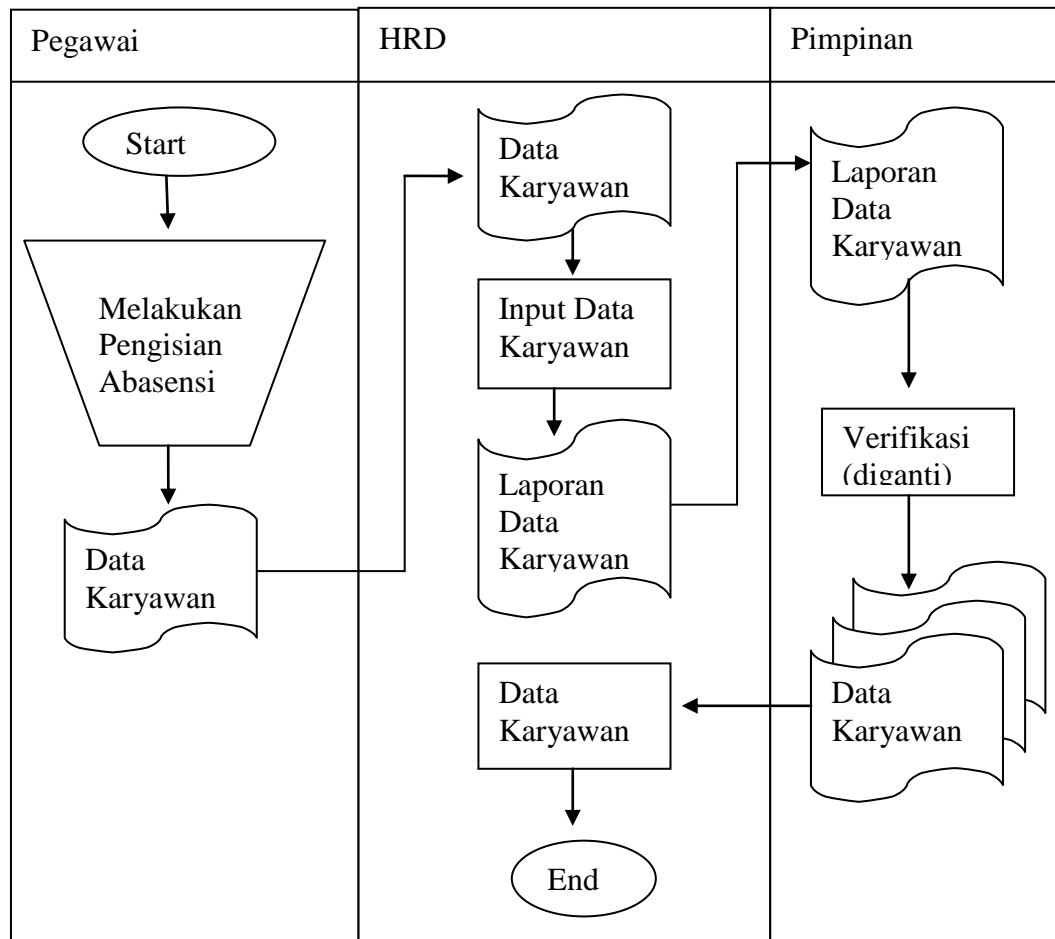 Pegawai
HRD
Pimpinan
Start
Melakukan
Pengisian
Abasensi
Data
Karyawan
Data
Karyawan
Input Data
Karyawan
Laporan
Data
Karyawan
Laporan
Data
Karyawan
Verifikasi
(diganti)
Data
Karyawan
Data
Karyawan
End